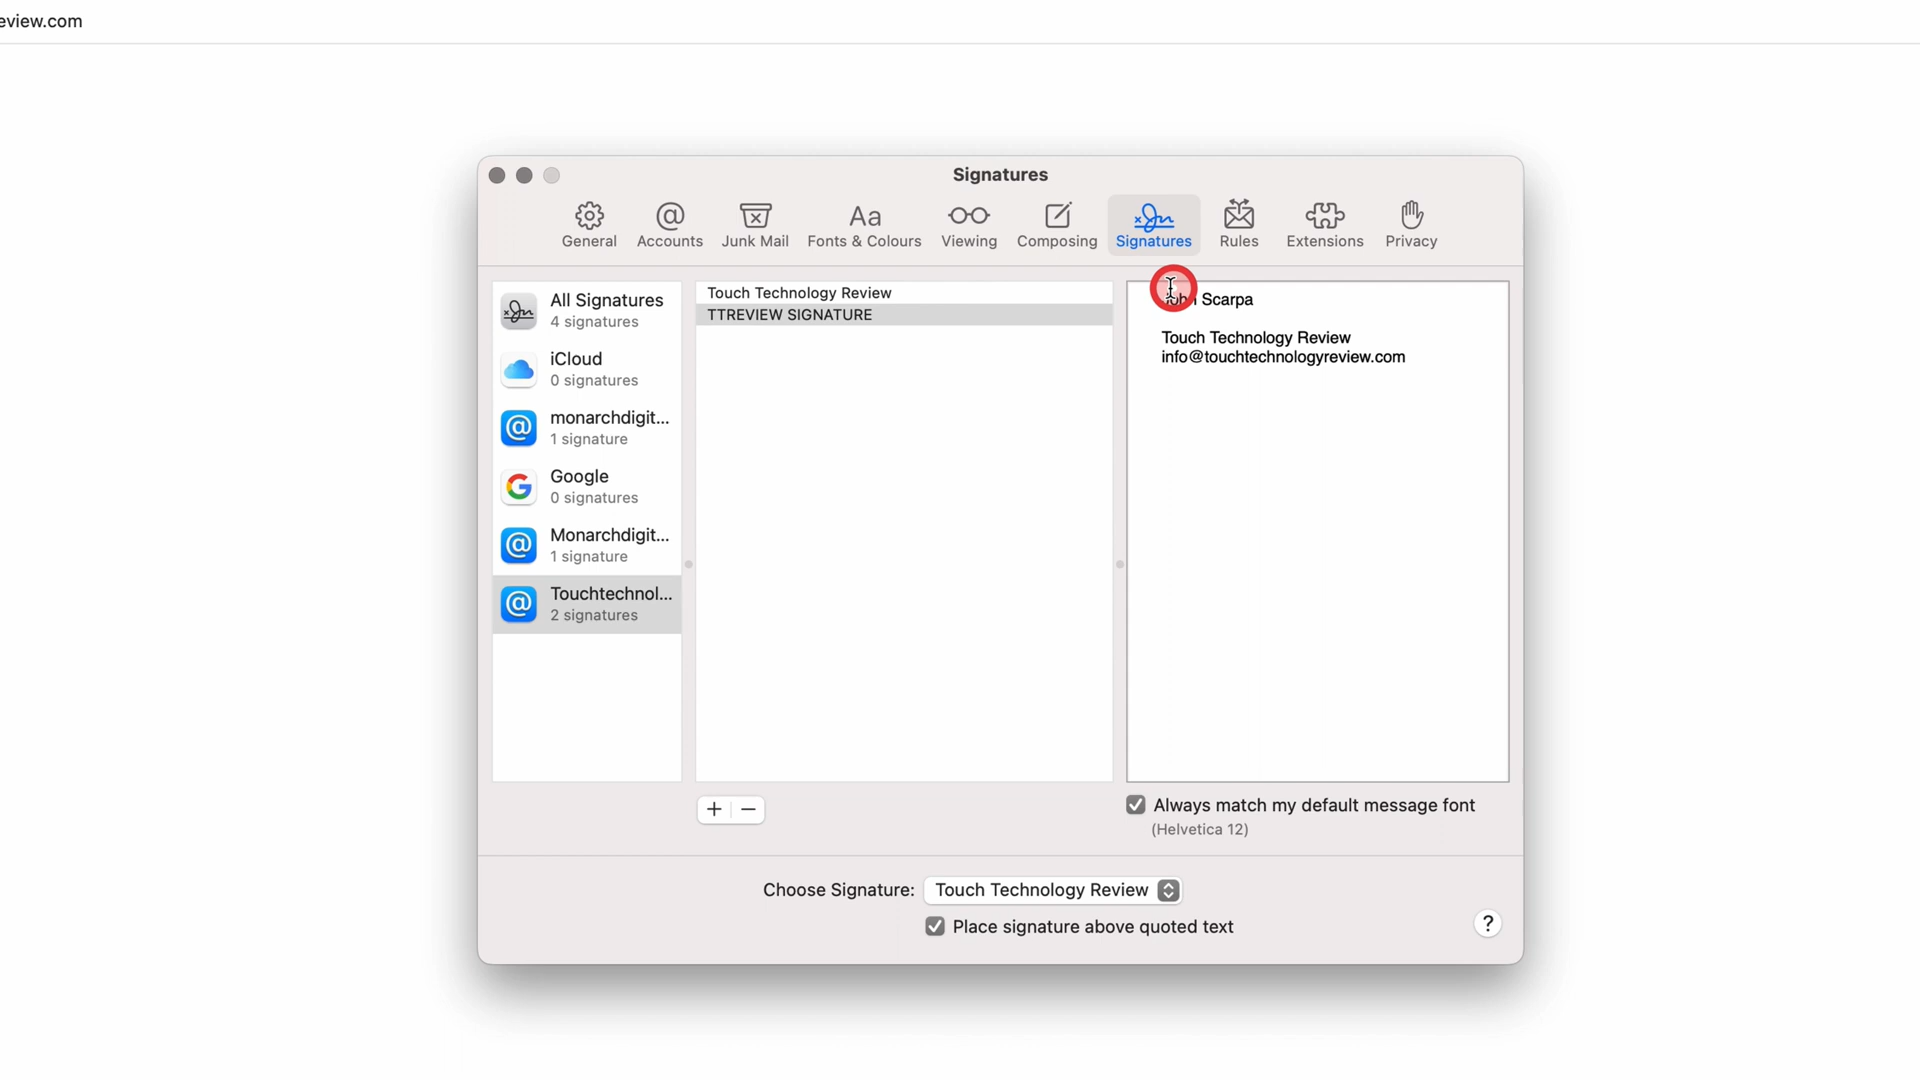 eview.com
Signatures
General
Accounts
Junk Mail
Aa
Fonts & Colours
Viewing
Composing
Signatures
Rules
Extensions
Privacy
All Signatures
4 signatures
iCloud
0 signatures
monarchdigit...
1 signature
Google
0 signatures
Monarchdigit...
1 signature
Touchtechnol...
2 signatures
Touch Technology Review
TTREVIEW SIGNATURE
Scarpa
Touch Technology Review
info@touchtechnologyreview.com
Always match my default message font
(Helvetica 12)
Choose Signature: Touch Technology Review
Place signature above quoted text
?